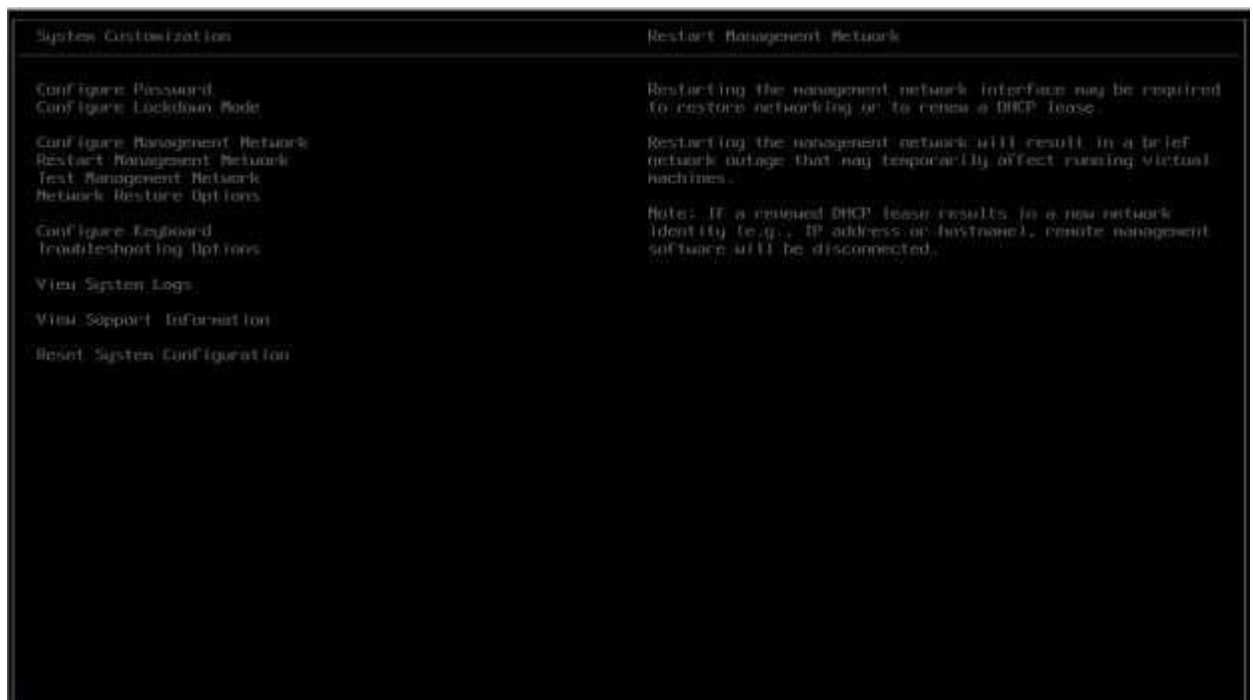 System Customization
Restart Management Network
Configure Password
Configure Lockdown Mode
Configure Management Network
Restart Management Network
Test Management Network
Network Restore Options
Configure Keyboard
Troubleshooting Options
View System Logs
View Support Information
Reset System Configuration
Restarting the management network interface may be required
to restore networking or to renew a DHCP lease.
Restarting the management network will result in a brief
network outage that may temporarily affect running virtual
machines.
Note: If a renewed DHCP lease results in a new network
identity (e.g., IP address or hostname), remote management
software will be disconnected.